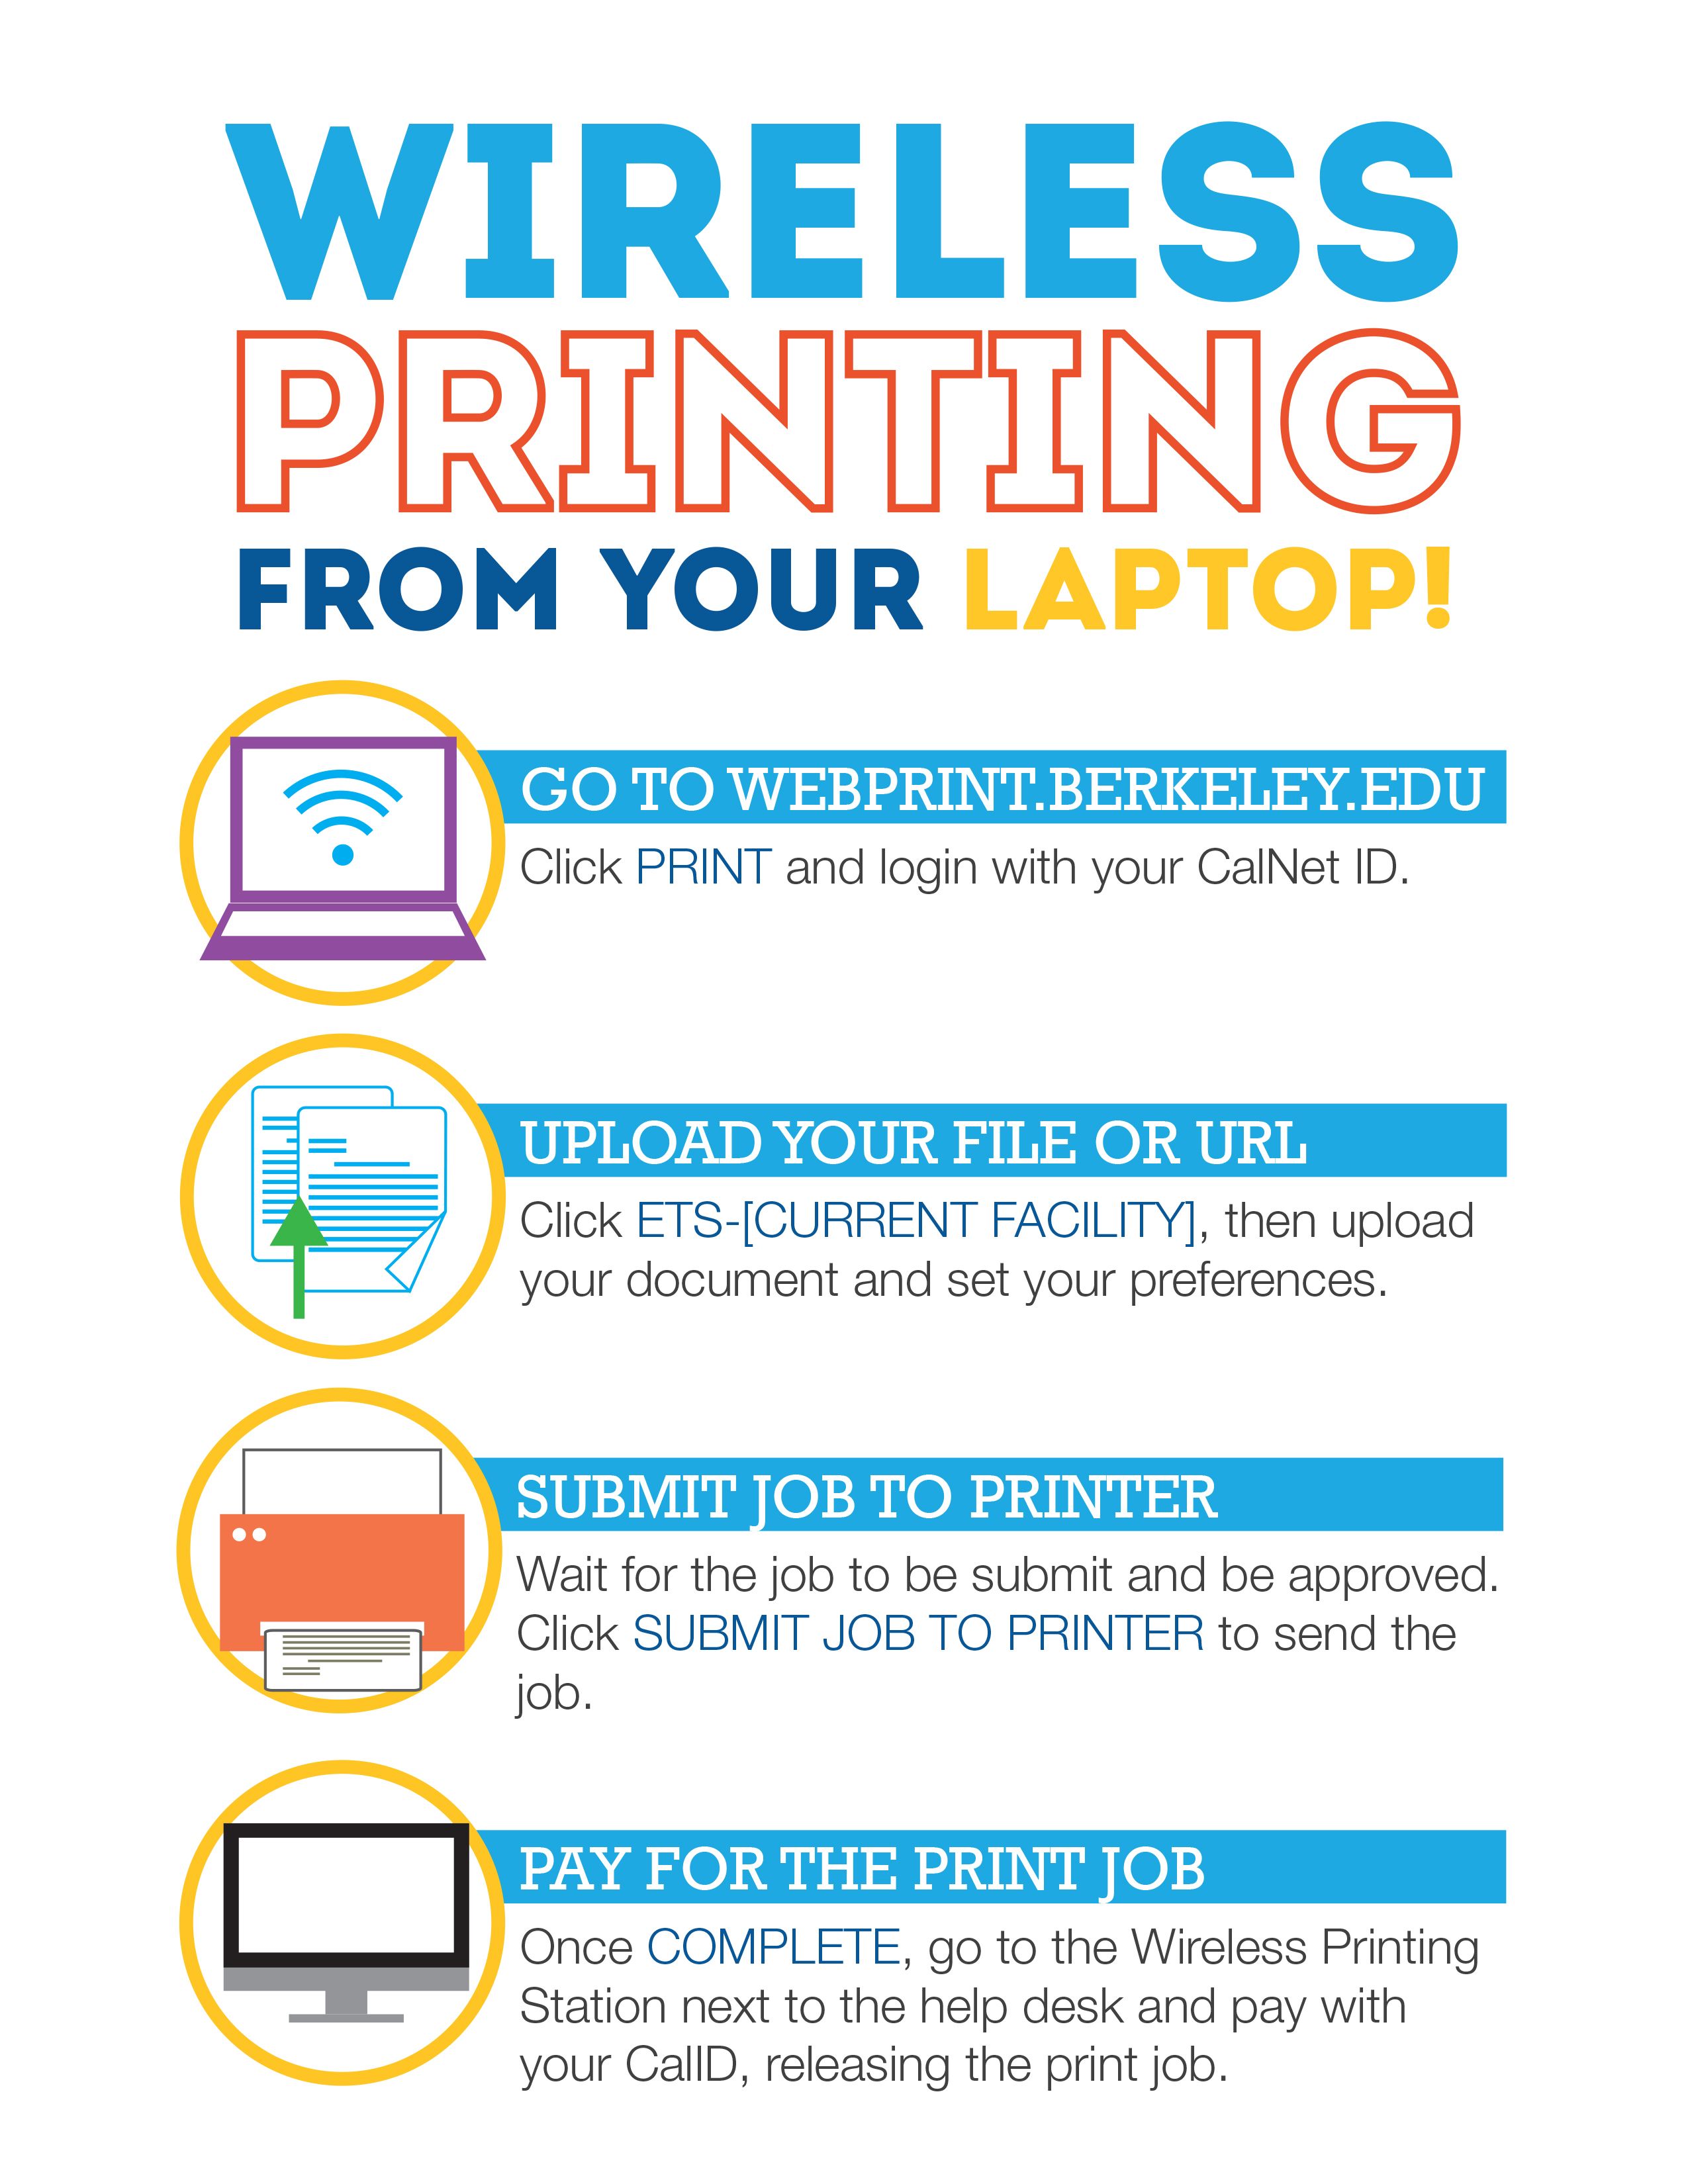 WIRELESS
PRINTING
FROM YOUR LAPTOP!
GO TO WEBPRINT.BERKELEY.EDU
Click PRINT and login with your CalNet ID.
UPLOAD YOUR FILE OR URL
Click ETS-[CURRENT FACILITY], then upload
your document and set your preferences.
SUBMIT JOB TO PRINTER
Wait for the job to be submit and be approved.
Click SUBMIT JOB TO PRINTER to send the
job.
PAY FOR THE PRINT JOB
Once COMPLETE, go to the Wireless Printing
Station next to the help desk and pay with
your CalID, releasing the print job.